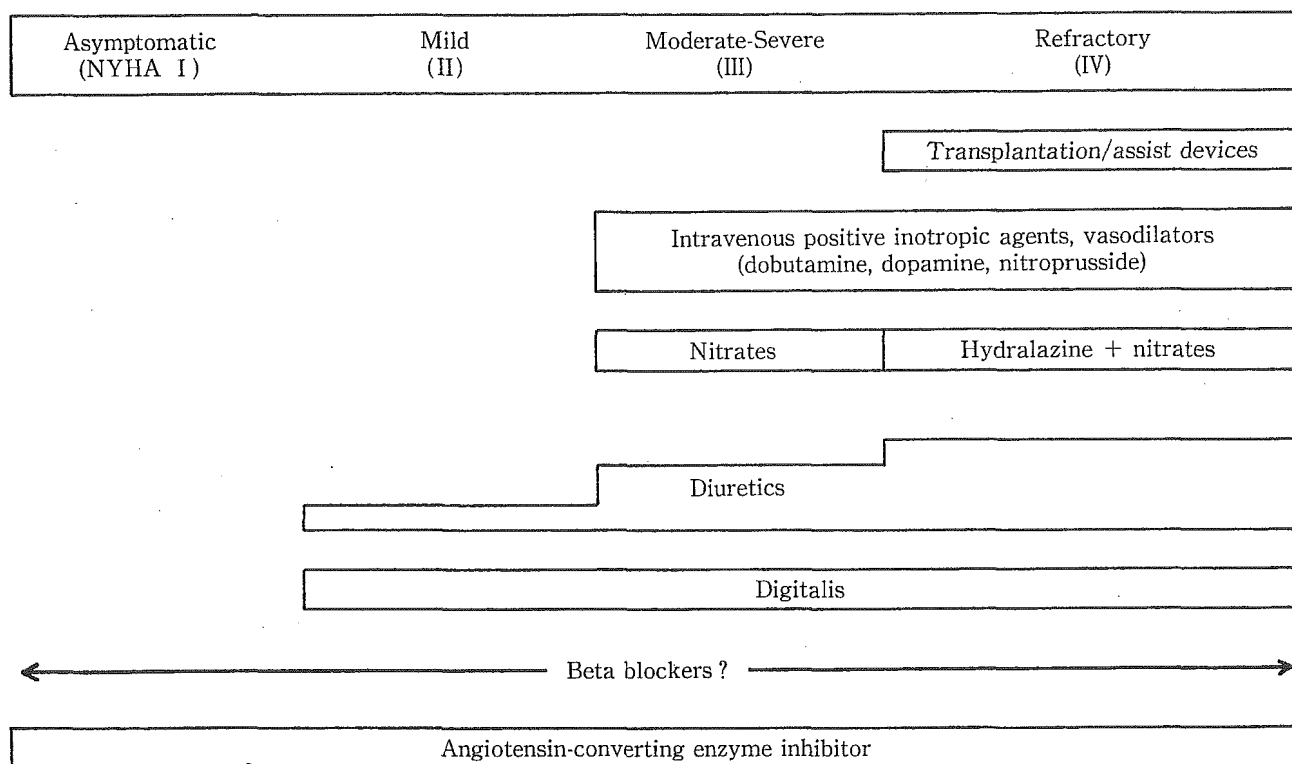 Asymptomatic
(NYHA I)
Mild
(II)
Moderate-Severe
(III)
Refractory
(IV)
Transplantation/assist devices
Intravenous positive inotropic agents, vasodilators
(dobutamine, dopamine, nitroprusside)
Nitrates
Hydralazine + nitrates
Diuretics
Digitalis
Beta blockers ?
Angiotensin-converting enzyme inhibitor